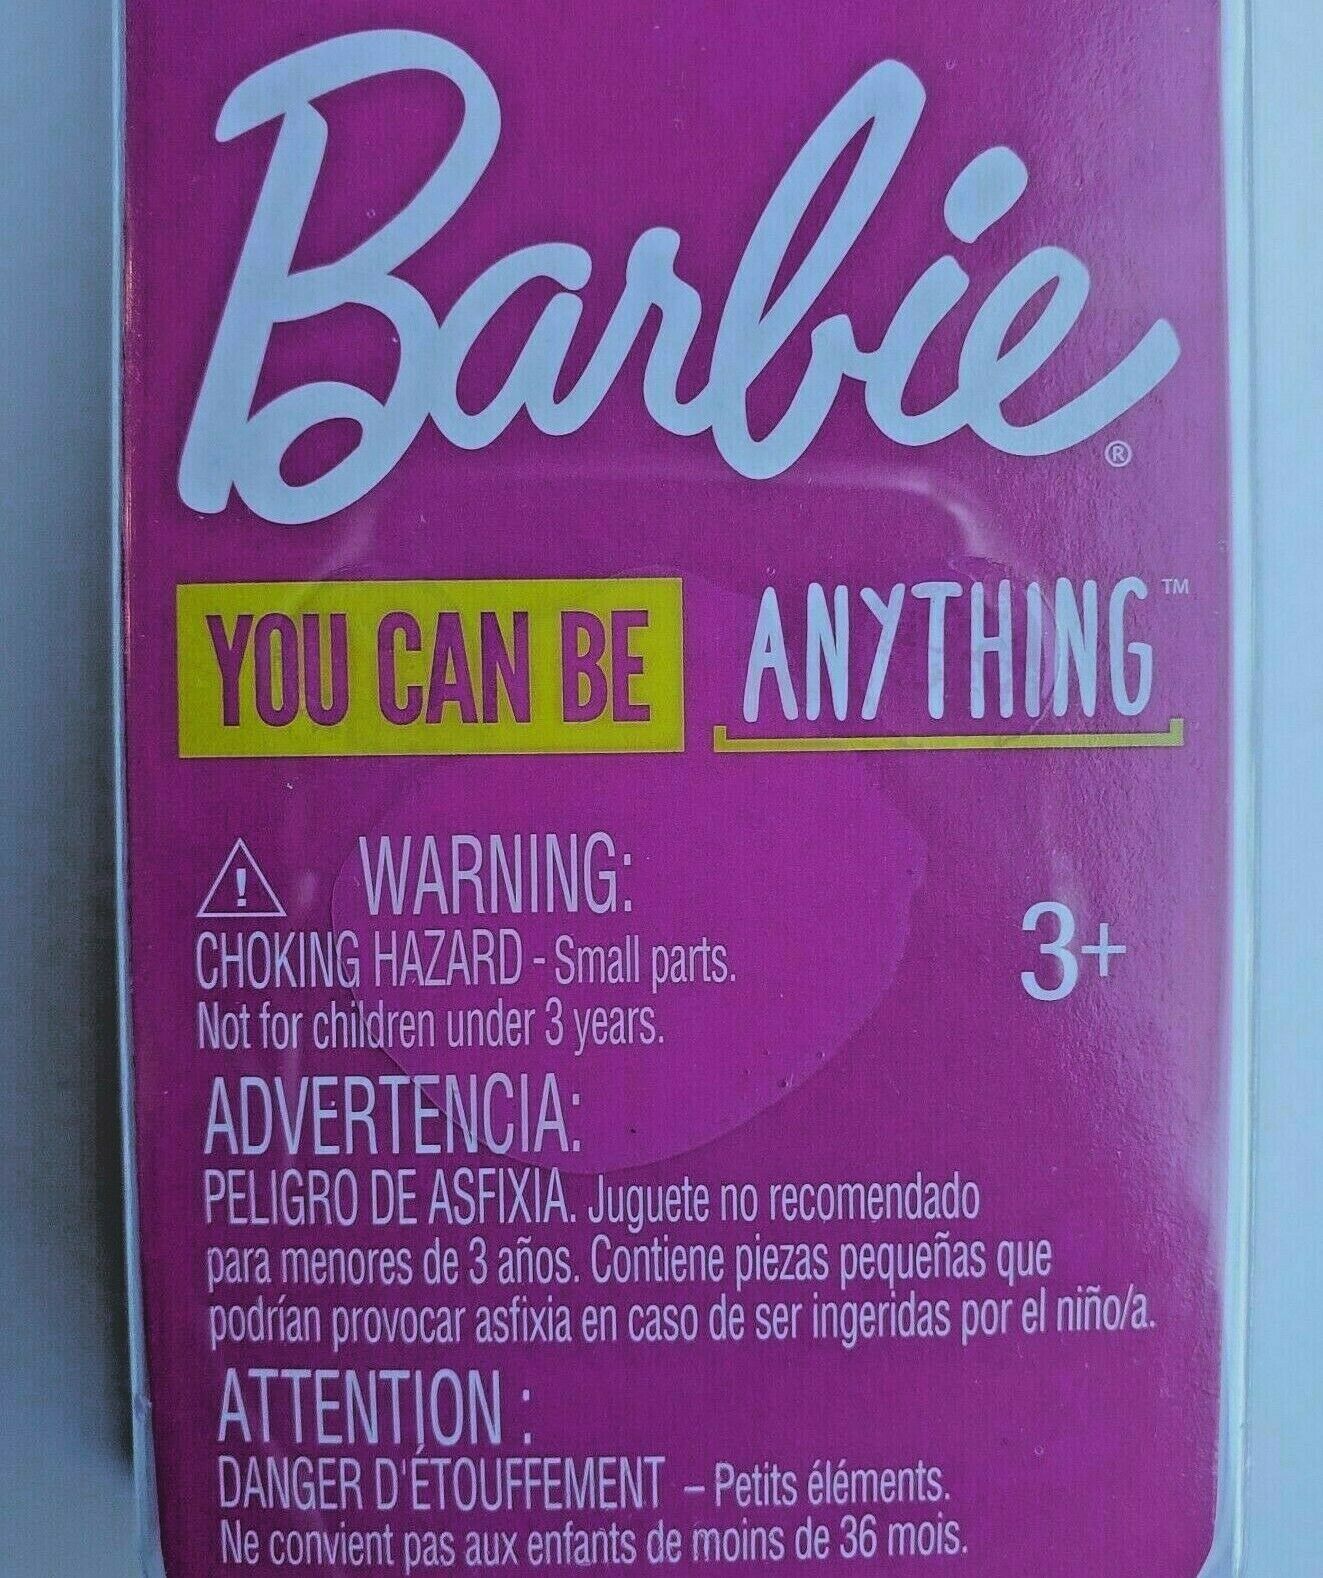 Barbie®
YOU CAN BE ANYTHING™
WARNING:
CHOKING HAZARD - Small parts.
Not for children under 3 years.
3+
ADVERTENCIA:
PELIGRO DE ASFIXIA. Juguete no recomendado
para menores de 3 años. Contiene piezas pequeñas que
podrían provocar asfixia en caso de ser ingeridas por el niño/a.
ATTENTION :
DANGER D'ÉTOUFFEMENT – Petits éléments.
Ne convient pas aux enfants de moins de 36 mois.